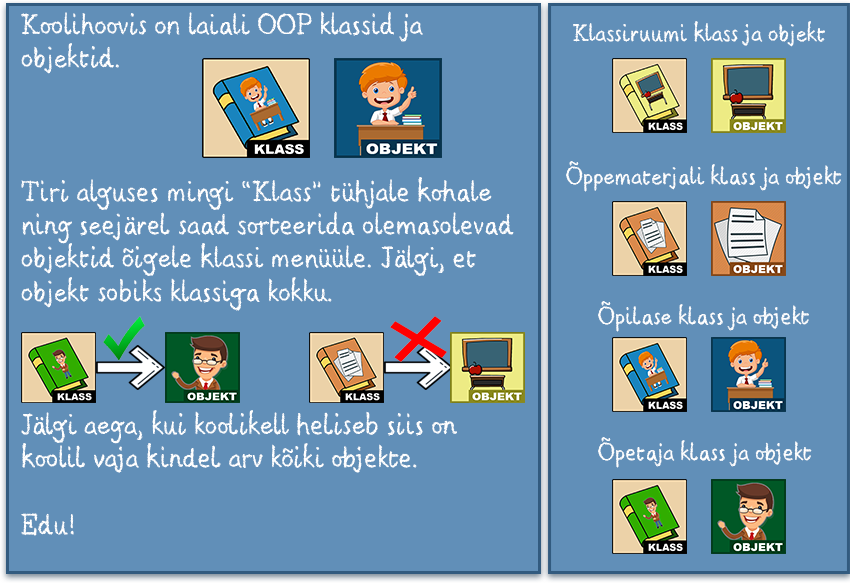 Koolihoovis on laiali OOP klassid ja
objektid.
KLASS
OBJEKT
Tiri alguses mingi "Klass" tühjale kohale
ning seejärel saad sorteerida olemasolevad
objektid õigele klassi menüüle. Jälgi, et
objekt sobiks klassiga kokku.
KLASS
OBJEKT
KLASS
OBJEKT
Jälgi aega, kui koolikell heliseb siis on
koolil vaja kindel arv kõiki objekte.
Edu!
Klassiruumi klass ja objekt
KLASS
OBJEKT
Õppematerjali klass ja objekt
KLASS
OBJEKT
Õpilase klass ja objekt
KLASS
OBJEKT
Õpetaja klass ja objekt
KLASS
OBJEKT